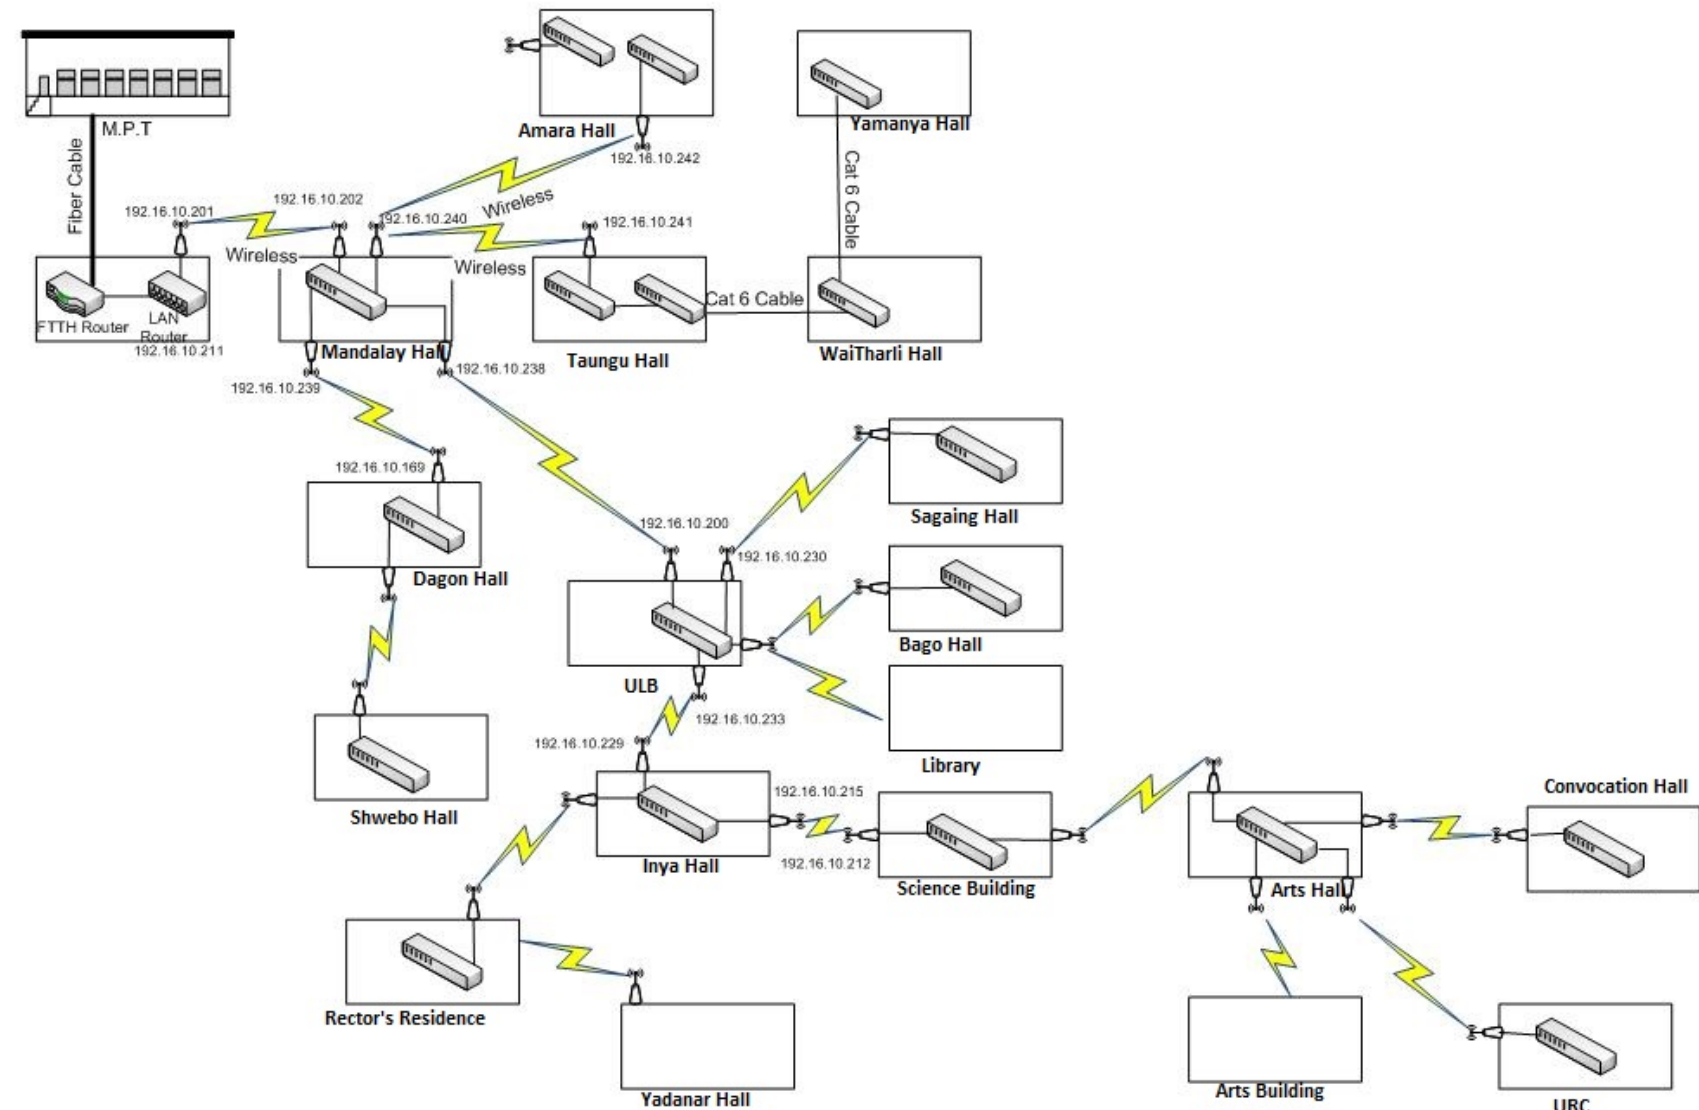 Amara Hall
192.16.10.242
Yamanya Hall
M.P.T
Fiber Cable
Cat 6 Cable
192.16.10.201
192.16.10.202
192.16.10.240
Wireless
192.16.10.241
Wireless
Wireless
FTTH Router
LAN
Router
192.16.10.211
Mandalay Hall
Taungu Hall
Cat 6 Cable
WaiTharli Hall
192.16.10.239
192.16.10.238
192.16.10.169
Dagon Hall
Sagaing Hall
192.16.10.200
192.16.10.230
Bago Hall
ULB
192.16.10.233
Library
192.16.10.229
Shwebo Hall
Inya Hall
192.16.10.215
192.16.10.212
Science Building
Arts Hall
Convocation Hall
Rector's Residence
Yadanar Hall
Arts Building
URC